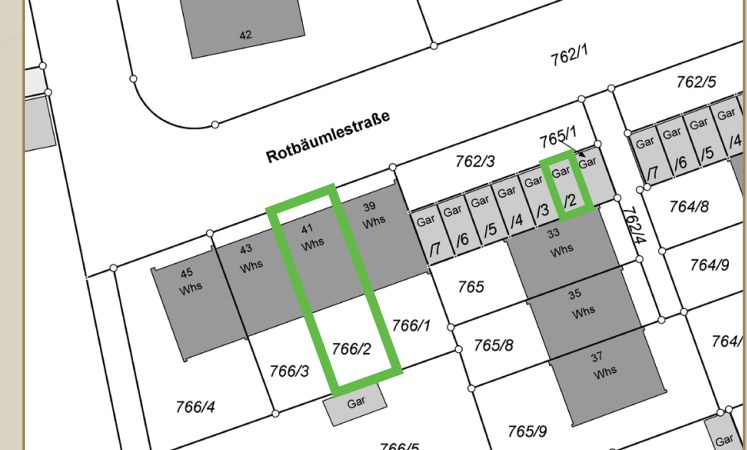 42
762/1
762/5
Rotbäumlestraße
765/1
762/3
Gar
Gar
Gar
Gar
Gar
Gar
Gar
/7
/6
/5
/4
/3
/2
Gar
Gar
Gar
Gar
/7
/6
/5
/4
762/4
764/8
764/9
764/
39
Whs
41
Whs
43
Whs
45
Whs
33
Whs
35
Whs
37
Whs
765
765/8
765/9
766/1
766/2
766/3
766/4
766/5
Gar
Gar